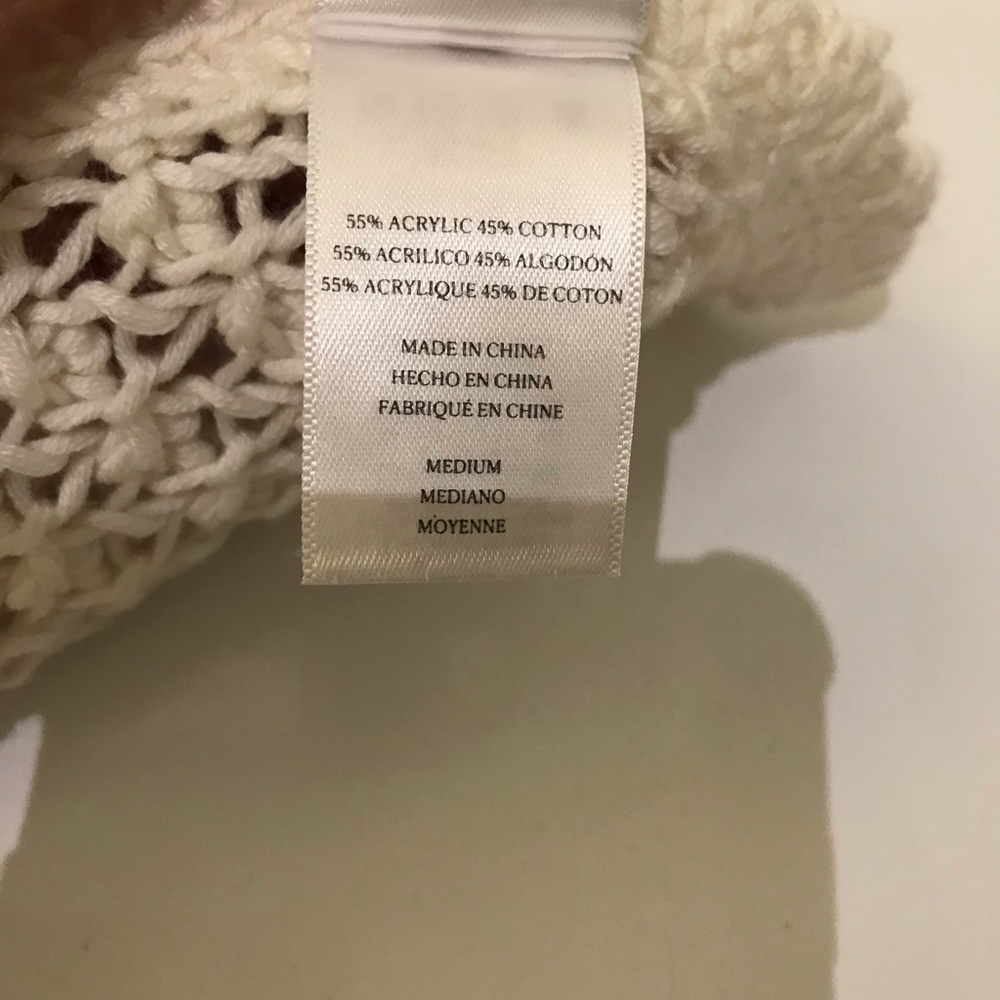 55% ACRYLIC 45% COTTON
55% ACRILICO 45% ALGODÓN
55% ACRYLIQUE 45% DE COTON
MADE IN CHINA
HECHO EN CHINA
FABRIQUÉ EN CHINE
MEDIUM
MEDIANO
MOYENNE